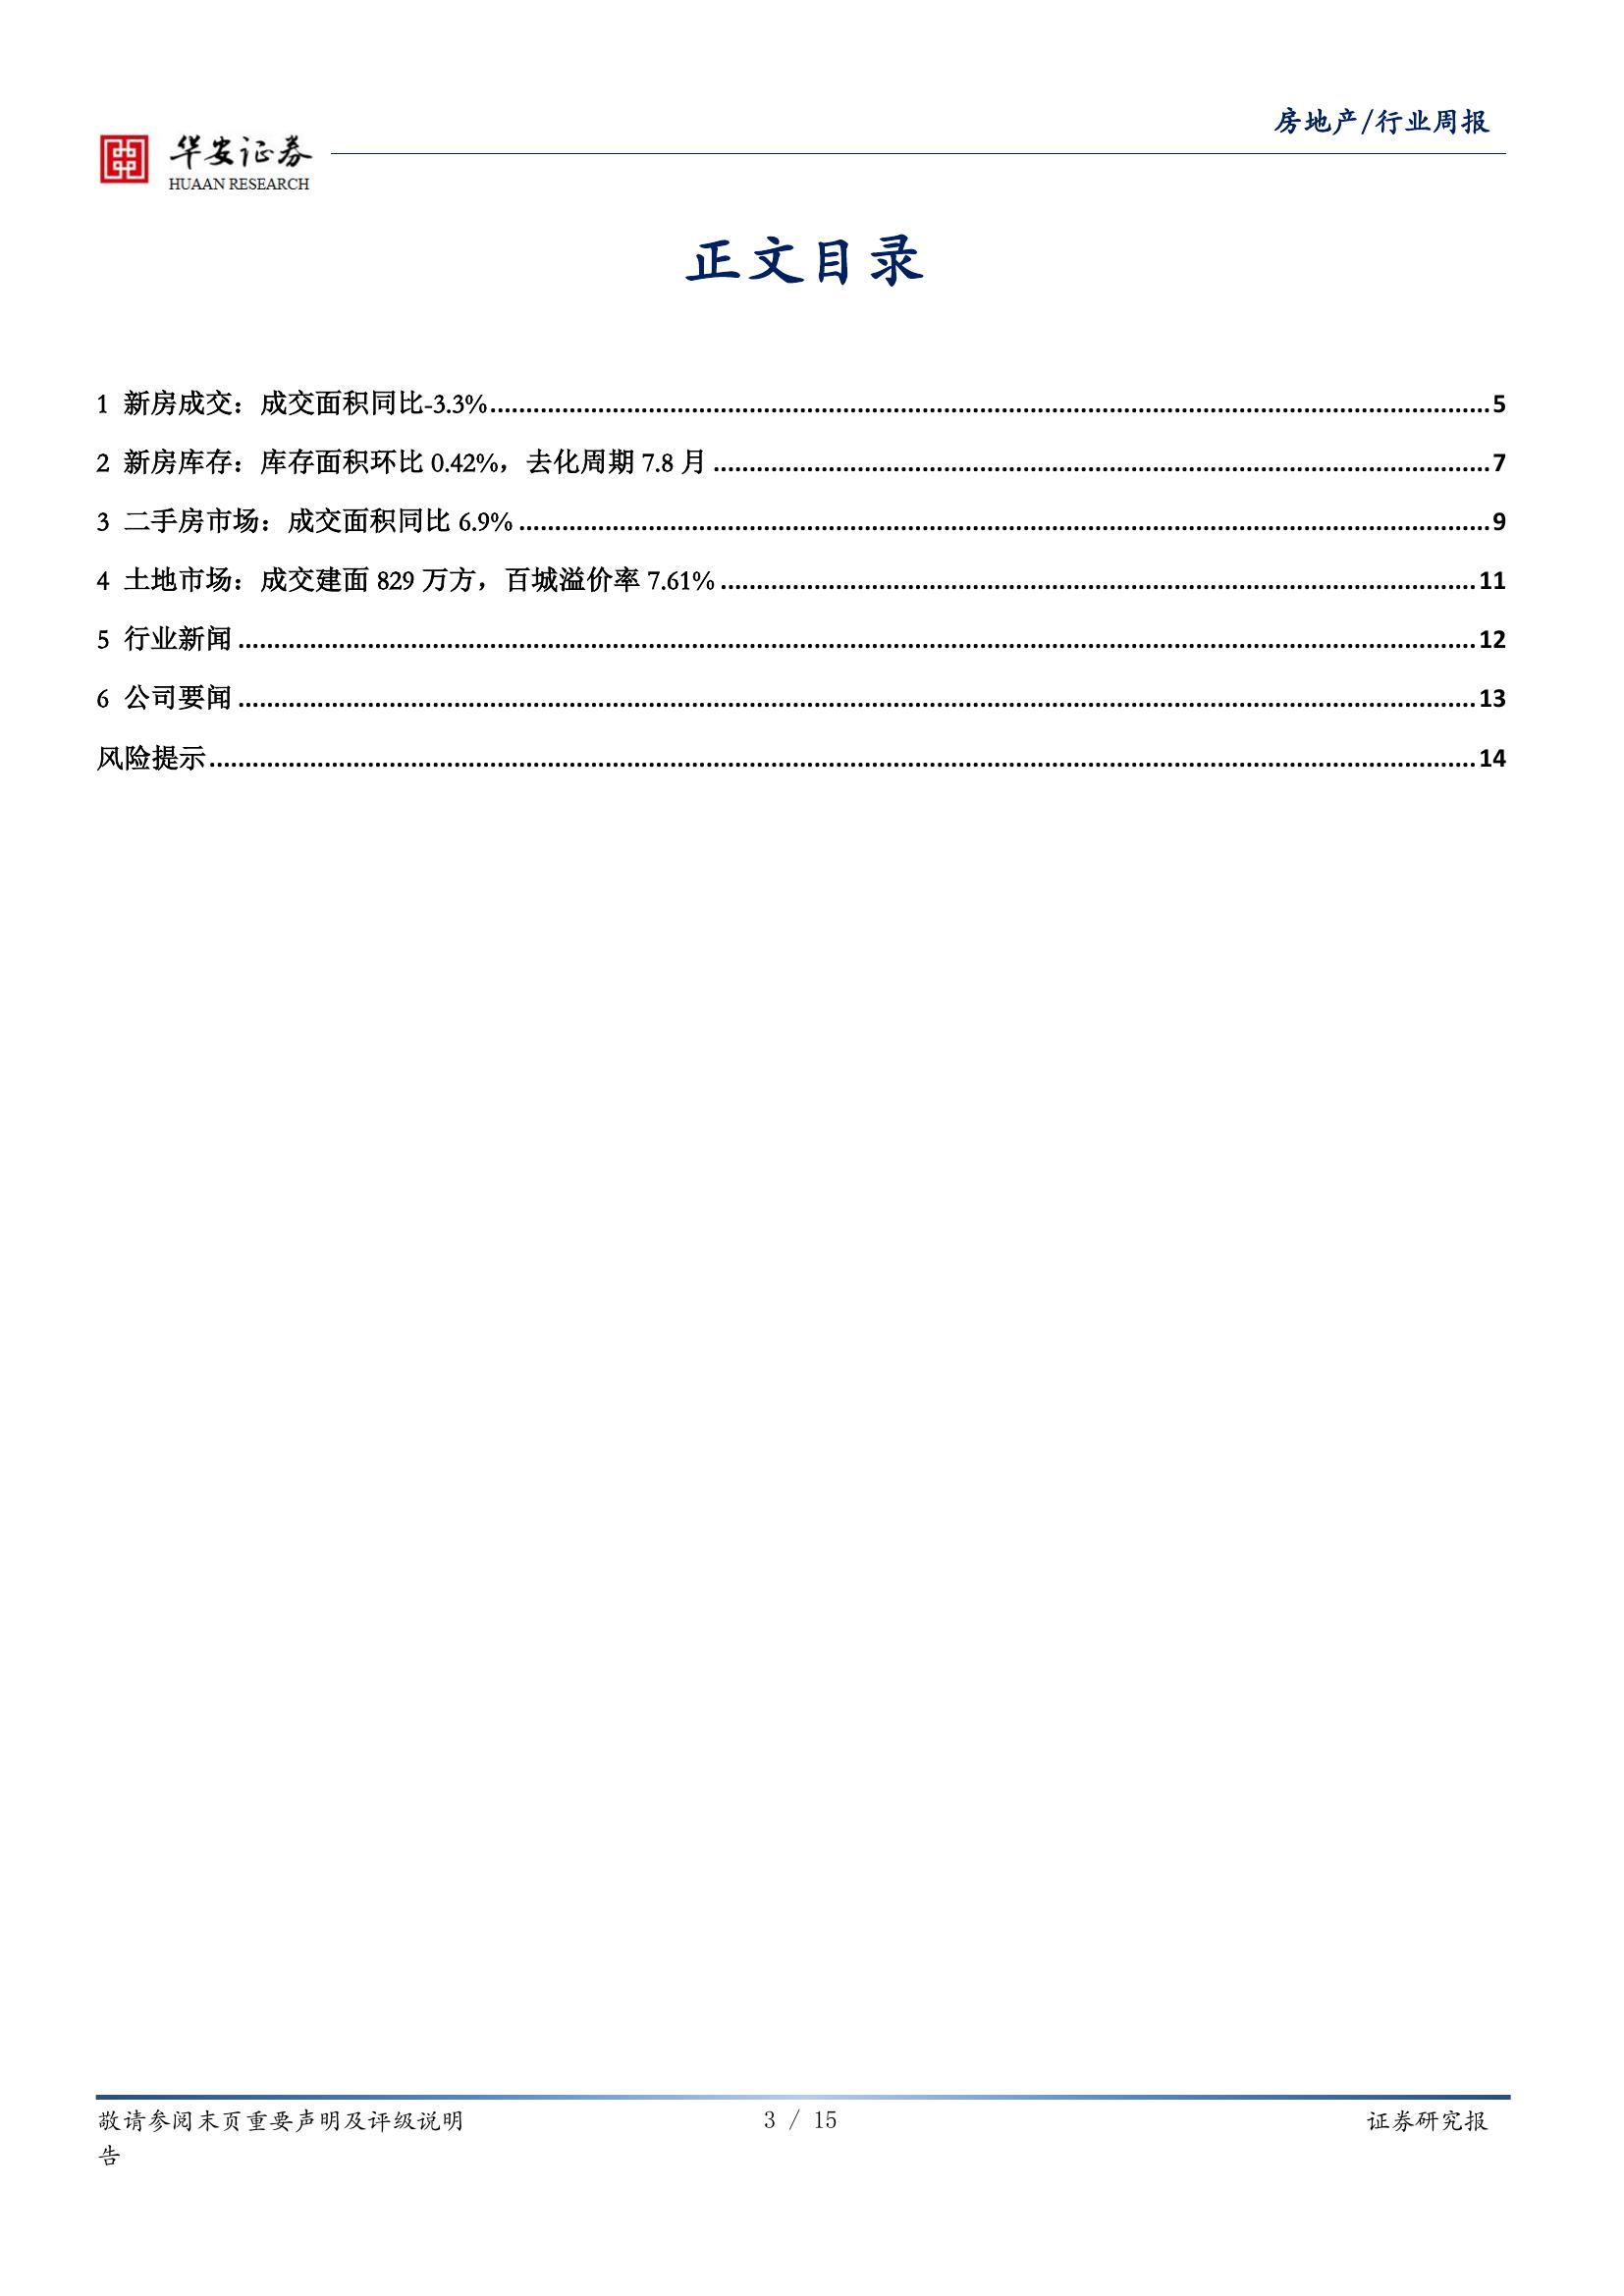 房地产/行业周报
华安证券
HUAAN RESEARCH
正文目录
1 新房成交：成交面积同比-3.3%........................................5
2 新房库存：库存面积环比 0.42%，去化周期 7.8 月........................................7
3 二手房市场：成交面积同比 6.9%........................................9
4 土地市场：成交建面 829 万方，百城溢价率 7.61%........................................11
5 行业新闻........................................12
6 公司要闻........................................13
风险提示........................................14
敬请参阅末页重要声明及评级说明 3 / 15 证券研究报
告